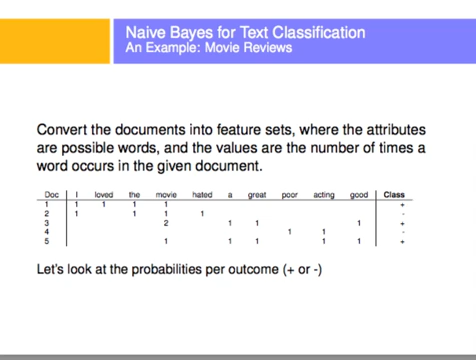 Naive Bayes for Text Classification
An Example: Movie Reviews
Convert the documents into feature sets, where the attributes
are possible words, and the values are the number of times a
word occurs in the given document.
Doc I loved the movie hated a great poor acting good Class
1 1 1 1 1 +
2 1 1 1 1 -
3 2 1 1 1 +
4 1 1 -
5 1 1 1 1 1 +
Let's look at the probabilities per outcome (+ or -)